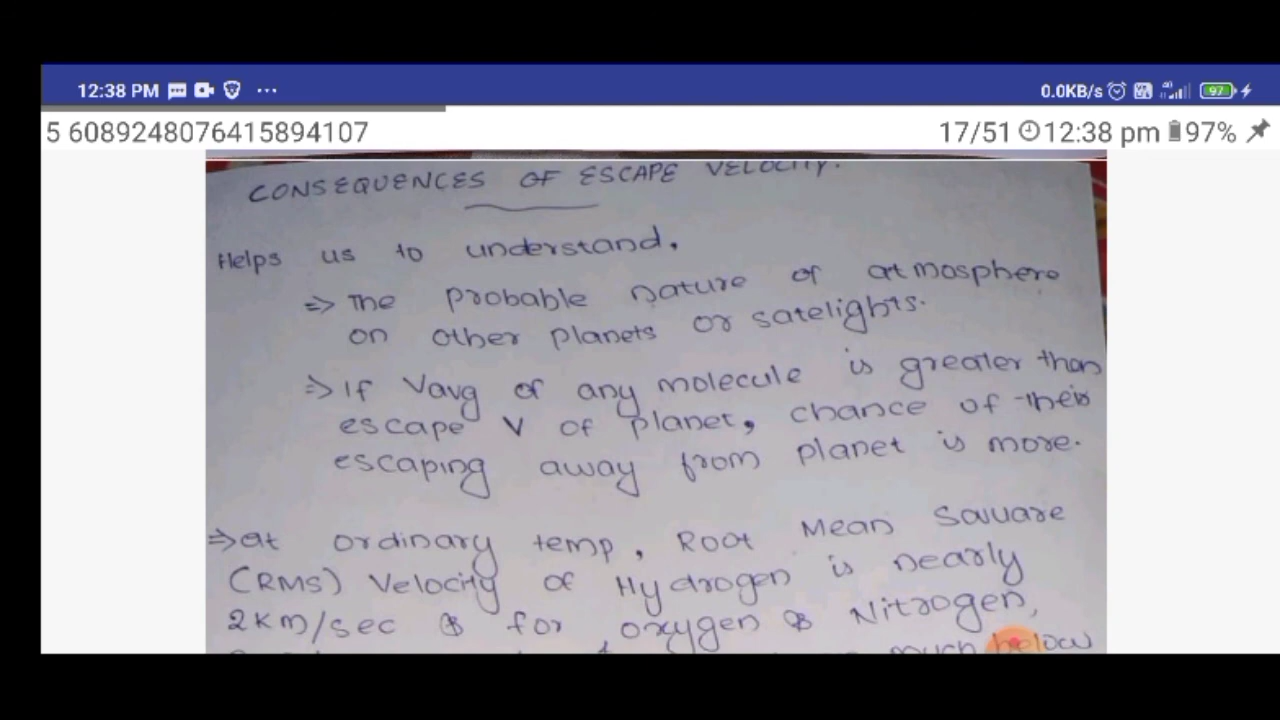 12:38 PM ... 0.0KB/s 97
5 6089248076415894107 17/51 12:38 pm 97%
CONSEQUENCES OF ESCAPE VELOCITY.
Helps us to understand,
=> The probable nature of atmosphere
on other planets or satelights.
=> If Vavg of any molecule is greater than
escape V of planet, chance of their
escaping away from planet is more.
=> at ordinary temp, Root Mean Sauuare
(RMS) Velocity of Hydrogen is nearly
2km/sec & for oxygen & Nitrogen,
much below